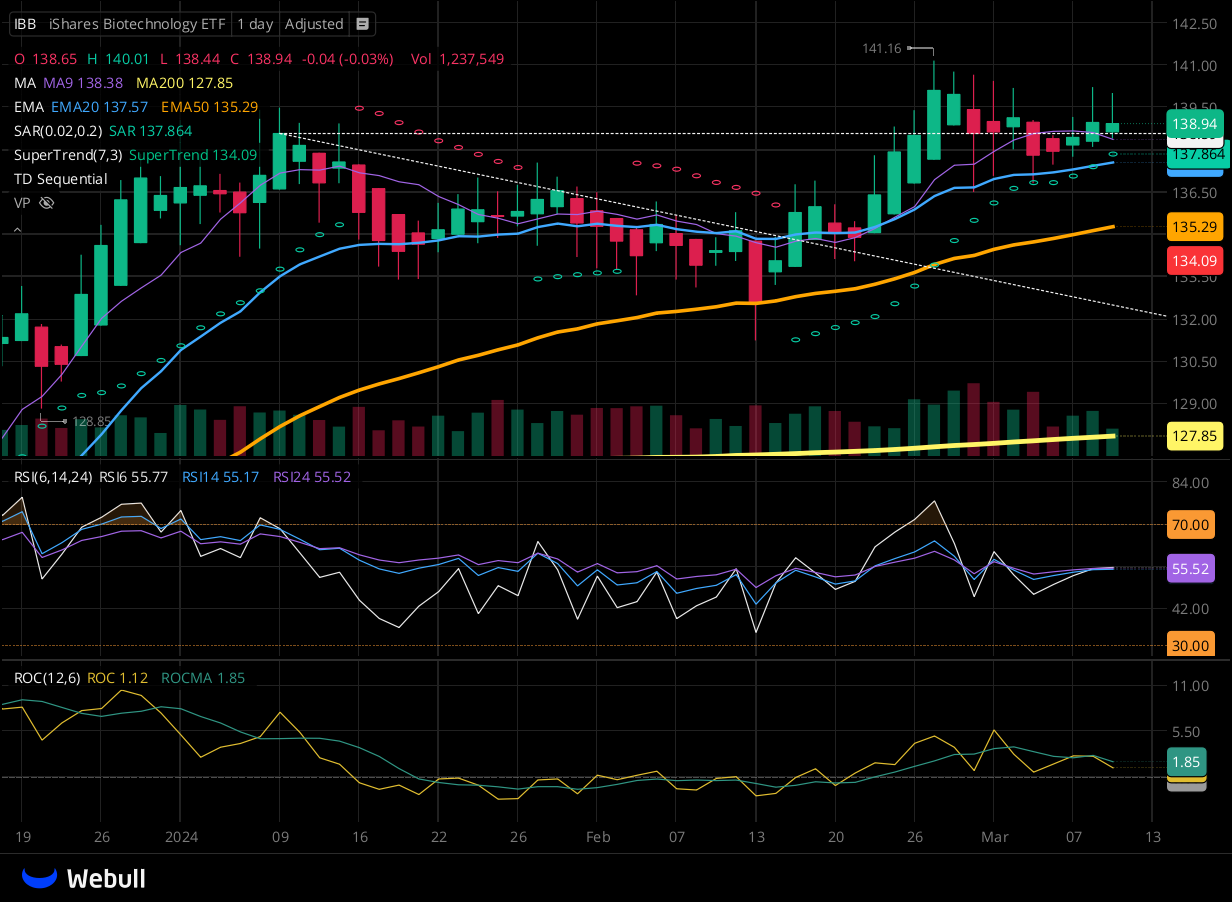 IBB iShares Biotechnology ETF 1 day Adjusted
O 138.65 H 140.01 L 138.44 C 138.94 -0.04 (-0.03%) Vol 1,237,549
MA MA9 138.38 MA200 127.85
EMA EMA20 137.57 EMA50 135.29
SAR(0.02,0.2) SAR 137.864
SuperTrend(7,3) SuperTrend 134.09
TD Sequential
VP
141.16
128.85
142.50
141.00
139.50
138.94
137.864
136.50
135.29
134.09
133.50
132.00
130.50
129.00
127.85
RSI(6,14,24) RSI6 55.77 RSI14 55.17 RSI24 55.52
84.00
70.00
55.52
42.00
30.00
ROC(12,6) ROC 1.12 ROCMA 1.85
11.00
5.50
1.85
19 26 2024 09 16 22 26 Feb 07 13 20 26 Mar 07 13
Webull